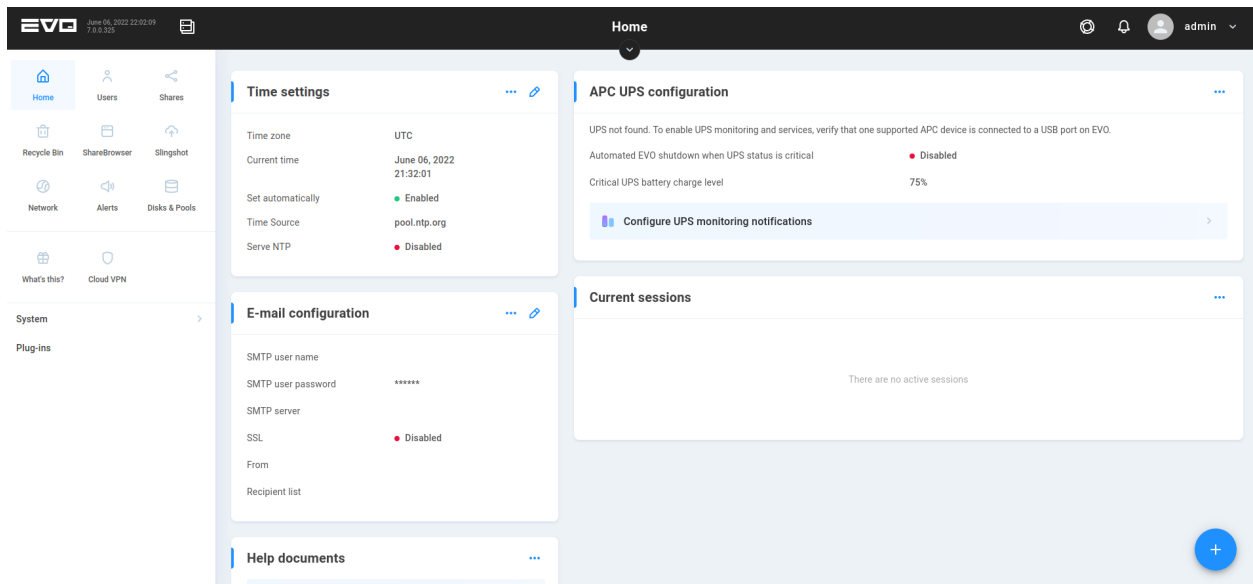 EVO
June 06, 2022 22:02:09
7.0.0.325
Home
admin
Home
Users
Shares
Recycle Bin
ShareBrowser
Slingshot
Network
Alerts
Disks & Pools
What's this?
Cloud VPN
System
Plug-ins
Time settings
Time zone UTC
Current time June 06, 2022
21:32:01
Set automatically Enabled
Time Source pool.ntp.org
Serve NTP Disabled
E-mail configuration
SMTP user name
SMTP user password ******
SMTP server
SSL Disabled
From
Recipient list
Help documents
APC UPS configuration
UPS not found. To enable UPS monitoring and services, verify that one supported APC device is connected to a USB port on EVO.
Automated EVO shutdown when UPS status is critical Disabled
Critical UPS battery charge level 75%
Configure UPS monitoring notifications
Current sessions
There are no active sessions